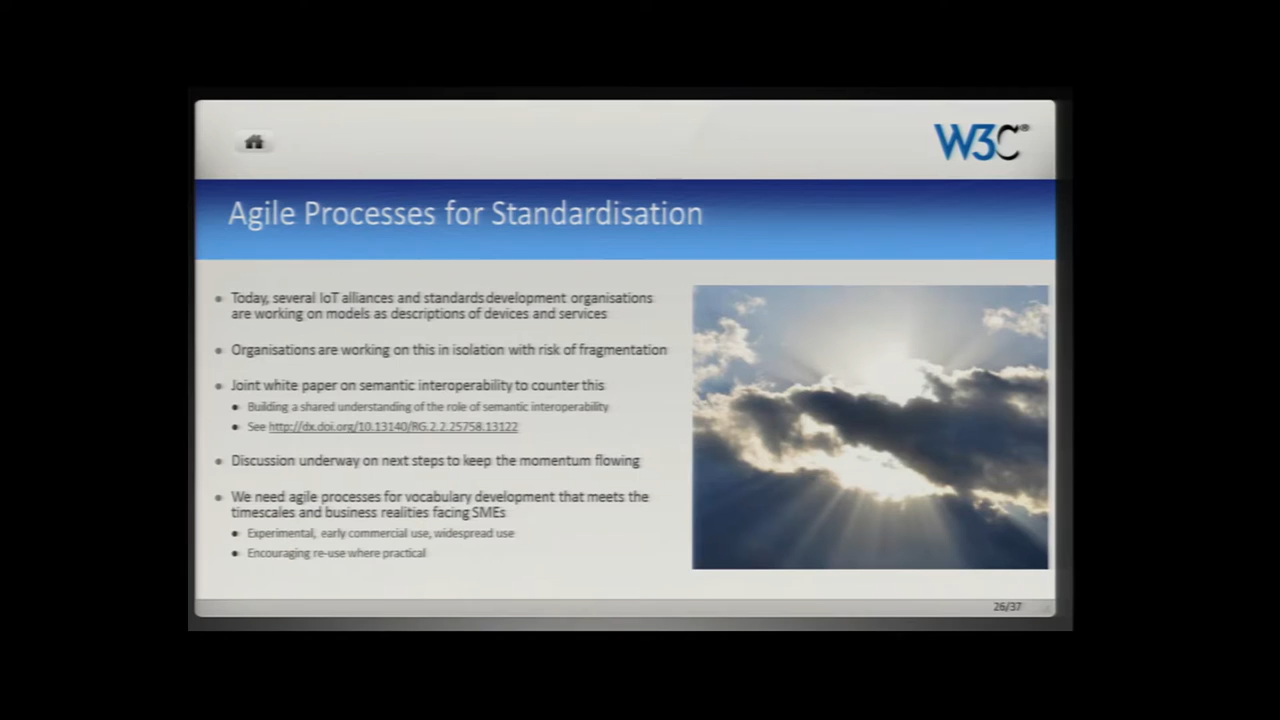 W3C®
Agile Processes for Standardisation
Today, several IoT alliances and standards development organisations
are working on models as descriptions of devices and services
Organisations are working on this in isolation with risk of fragmentation
Joint white paper on semantic interoperability to counter this
Building a shared understanding of the role of semantic interoperability
See http://dx.doi.org/10.13140/RG.2.2.25758.13122
Discussion underway on next steps to keep the momentum flowing
We need agile processes for vocabulary development that meets the
timescales and business realities facing SMEs
Experimental, early commercial use, widespread use
Encouraging re-use where practical
26/37